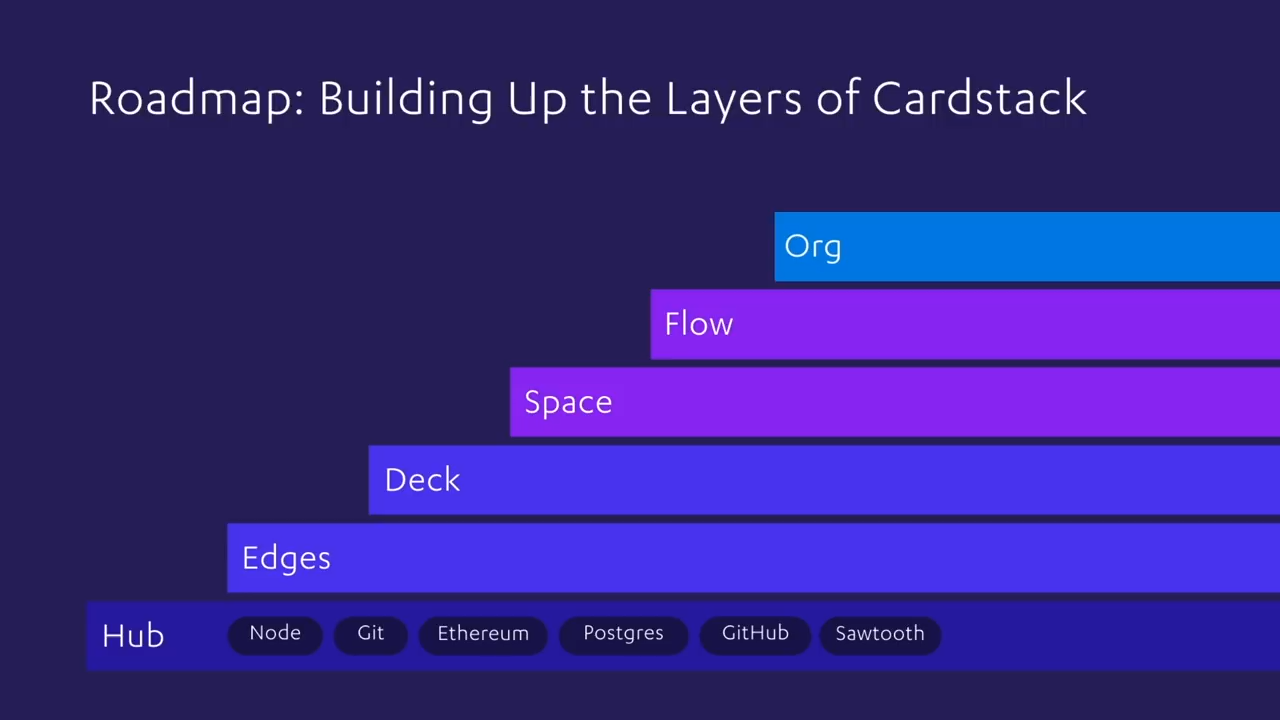 Roadmap: Building Up the Layers of Cardstack
Org
Flow
Space
Deck
Edges
Hub Node Git Ethereum Postgres GitHub Sawtooth